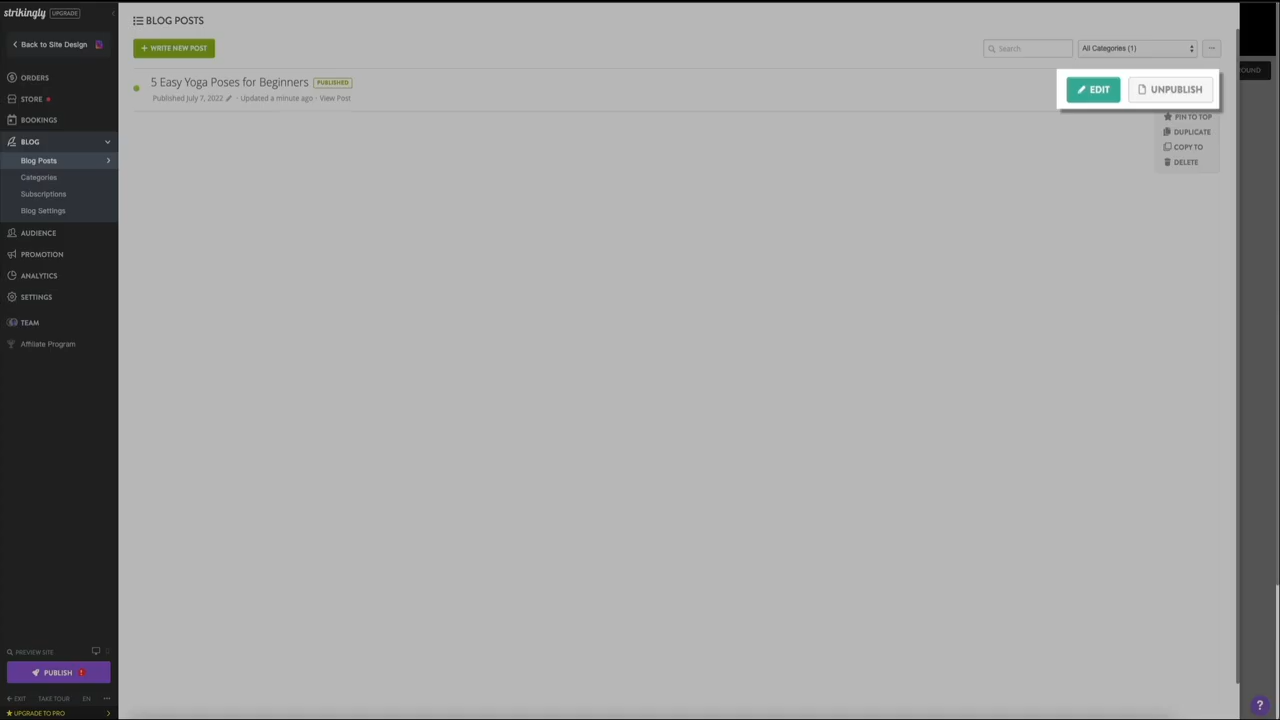 strikingly UPGRADE
Back to Site Design
ORDERS
STORE
BOOKINGS
BLOG
Blog Posts
Categories
Subscriptions
Blog Settings
AUDIENCE
PROMOTION
ANALYTICS
SETTINGS
TEAM
Affiliate Program
PREVIEW SITE
PUBLISH !
EXIT TAKE TOUR EN
UPGRADE TO PRO
BLOG POSTS
+ WRITE NEW POST
Search
All Categories (1)
5 Easy Yoga Poses for Beginners PUBLISHED
Published July 7, 2022 · Updated a minute ago · View Post
EDIT UNPUBLISH
PIN TO TOP
DUPLICATE
COPY TO
DELETE
OUND
?